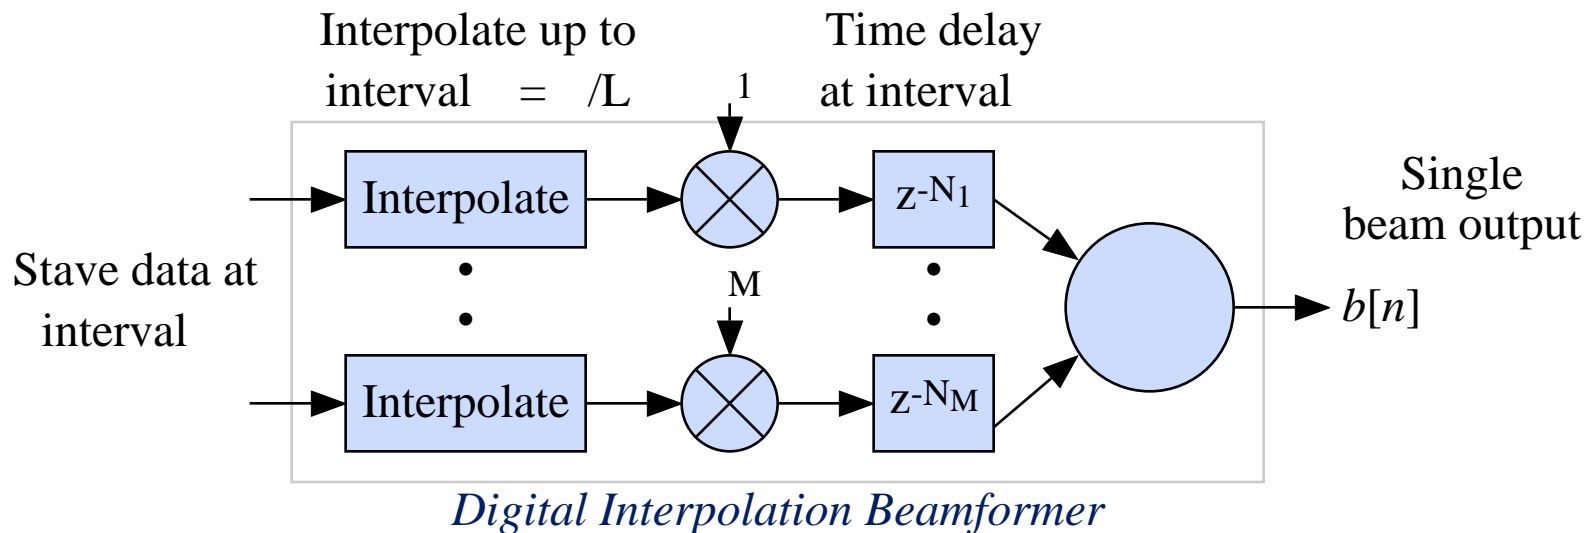 Interpolate up to
interval = /L
Time delay
at interval
1
Interpolate
z-N1
Single
beam output
Stave data at
interval
M
b[n]
Interpolate
z-NM
Digital Interpolation Beamformer